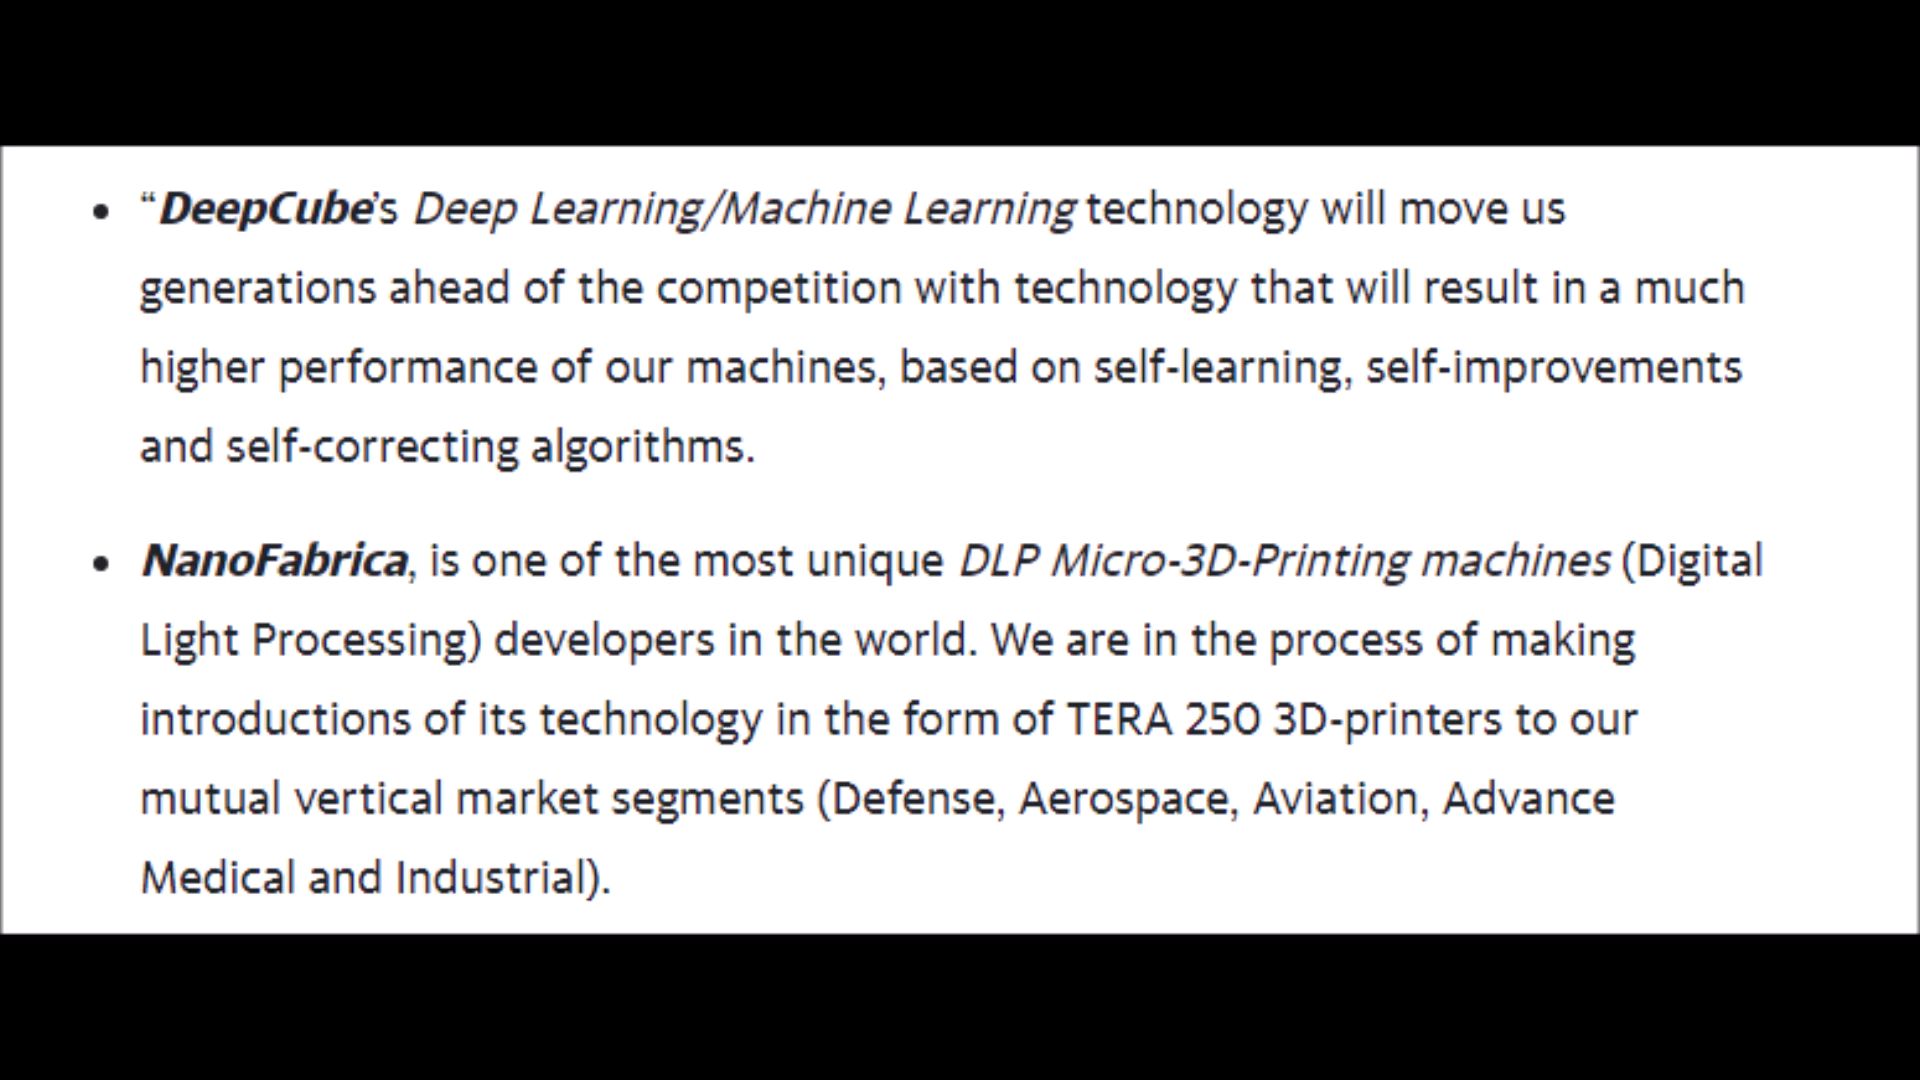 • “DeepCube’s Deep Learning/Machine Learning technology will move us
generations ahead of the competition with technology that will result in a much
higher performance of our machines, based on self-learning, self-improvements
and self-correcting algorithms.
• NanoFabrica, is one of the most unique DLP Micro-3D-Printing machines (Digital
Light Processing) developers in the world. We are in the process of making
introductions of its technology in the form of TERA 250 3D-printers to our
mutual vertical market segments (Defense, Aerospace, Aviation, Advance
Medical and Industrial).